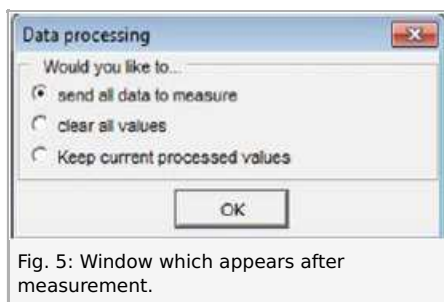 Data processing
Would you like to...
send all data to measure
clear all values
Keep current processed values
OK
Fig. 5: Window which appears after
measurement.